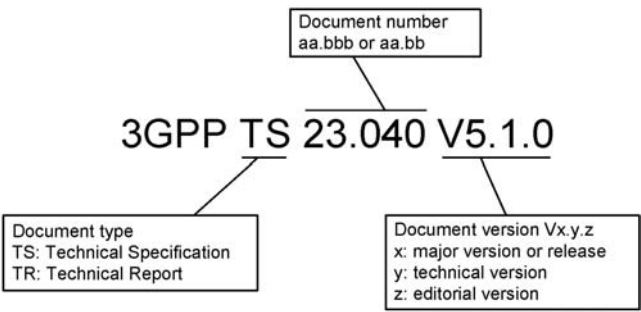 Document number
aa.bbb or aa.bb
3GPP TS 23.040 V5.1.0
Document type
TS: Technical Specification
TR: Technical Report
Document version Vx.y.z
x: major version or release
y: technical version
z: editorial version